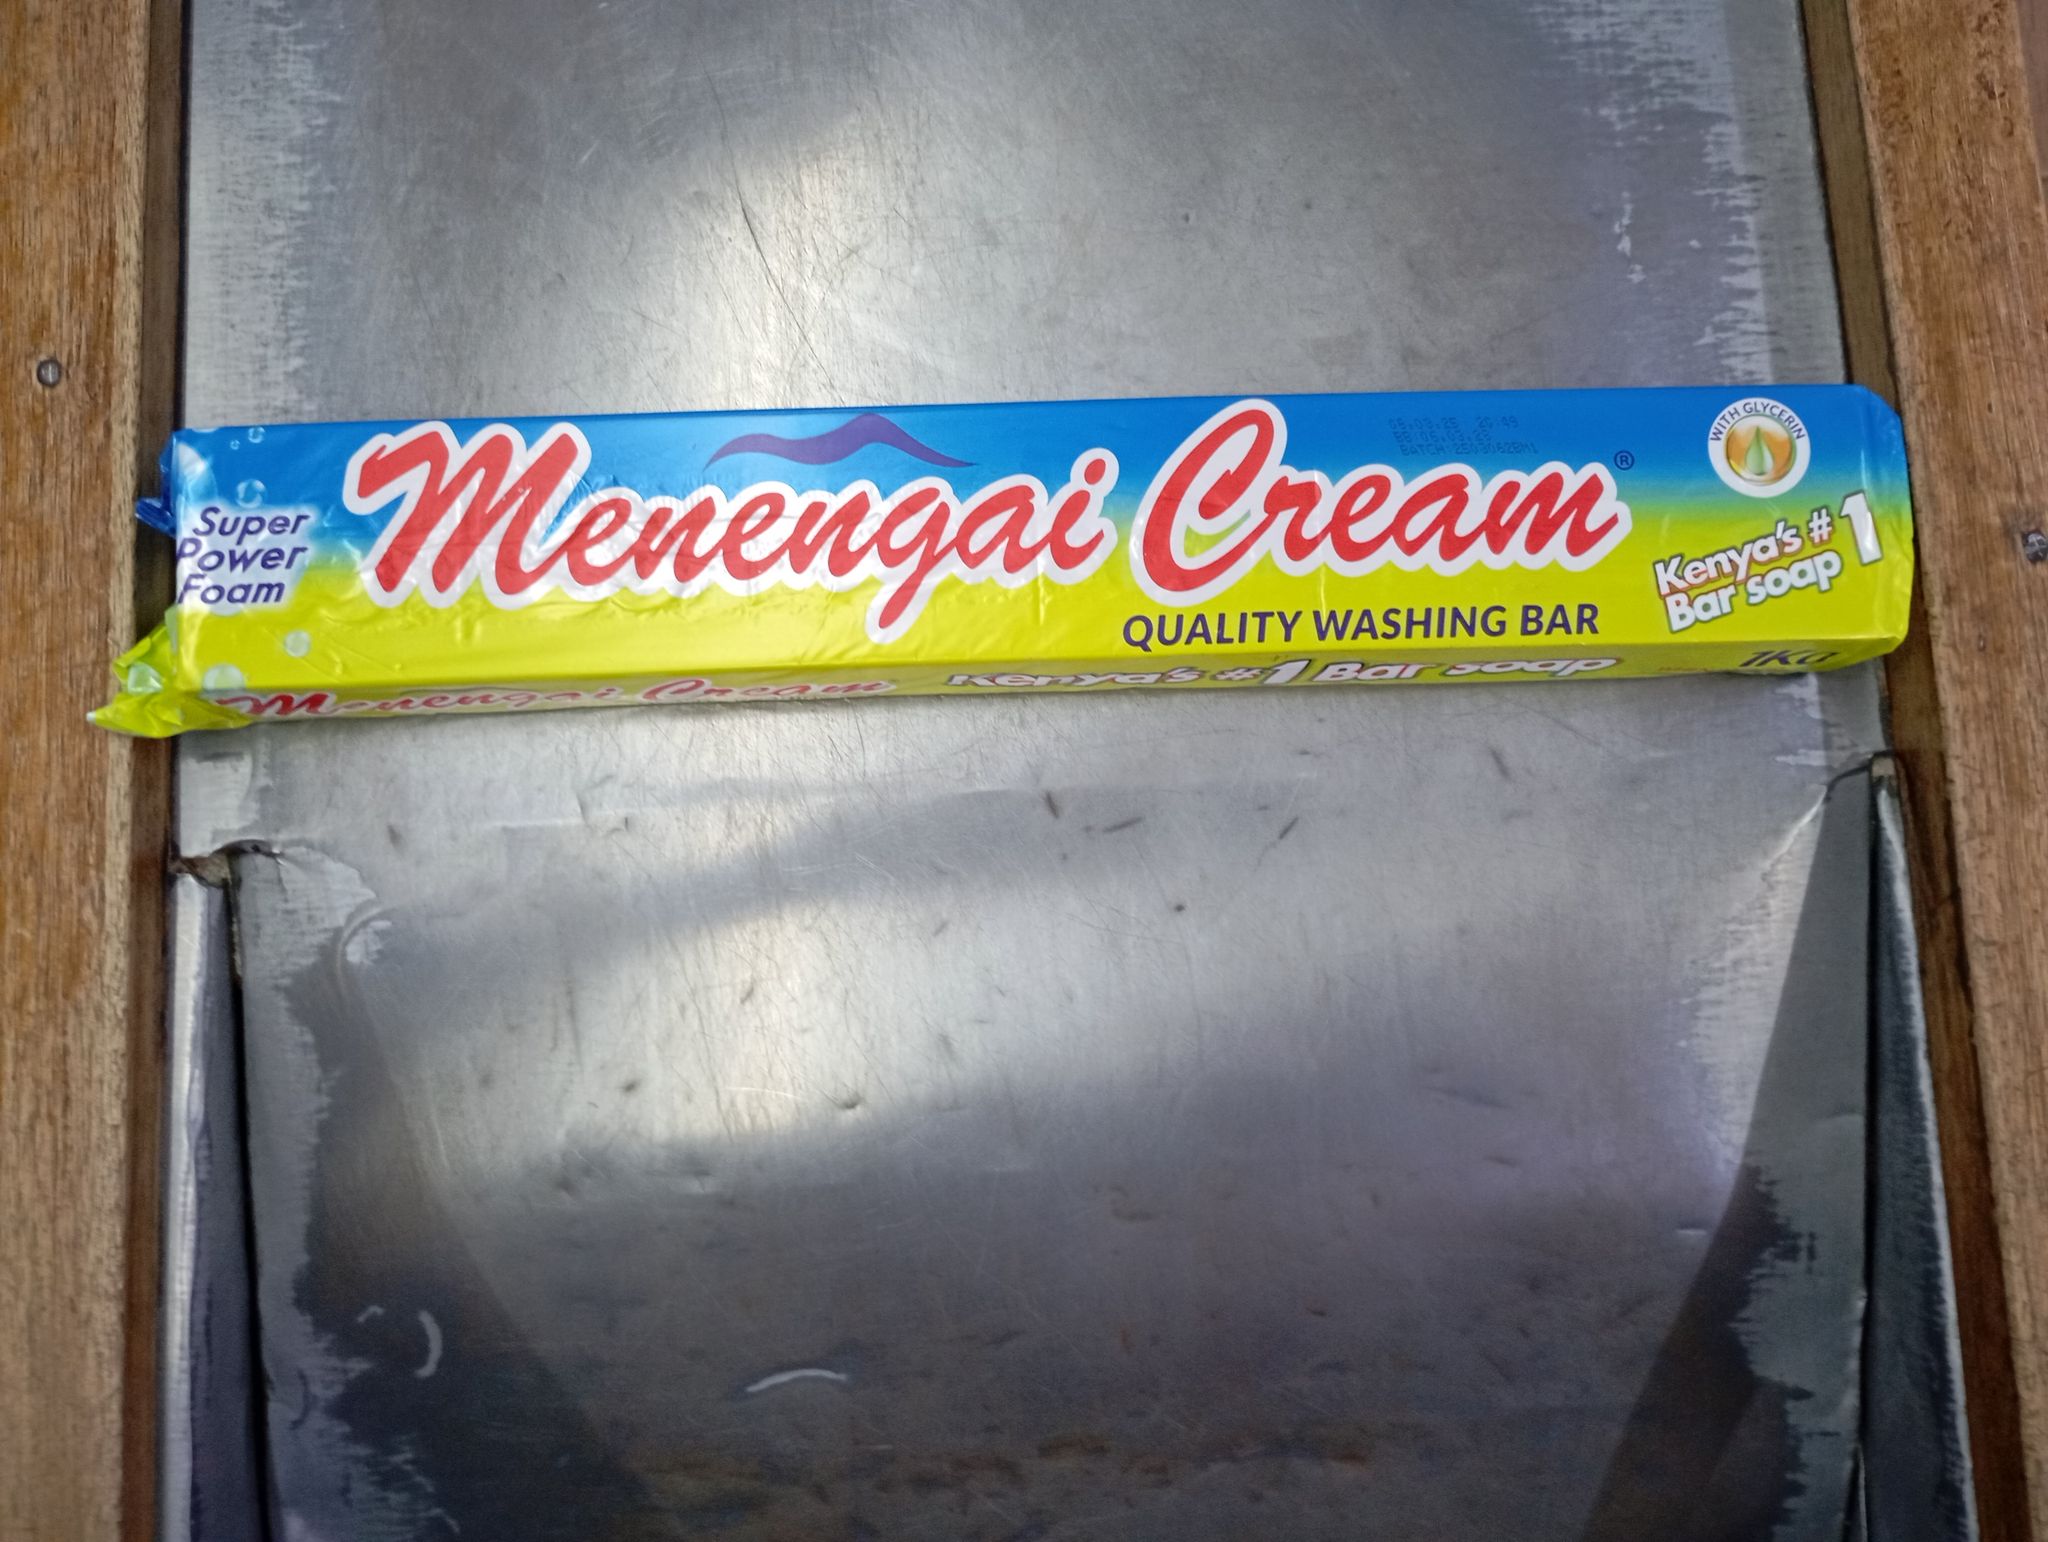 Super
Power
Foam
Menengai Cream®
QUALITY WASHING BAR
WITH GLYCERIN
Kenya's #1
Bar soap
Menengai Cream
Kenya's #1 Bar soap
1KG